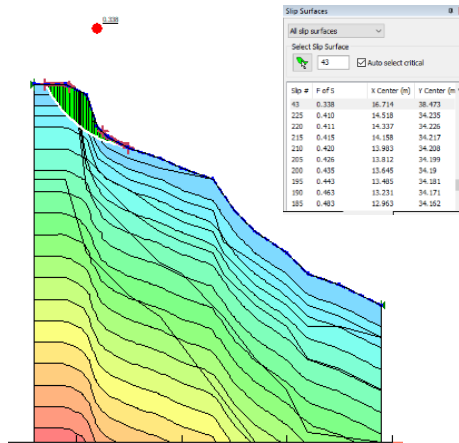 0.338
Slip Surfaces
All slip surfaces
Select Slip Surface
43 Auto select critical
Slip # F of S X Center (m) Y Center (m)
43 0.338 16.714 38.473
225 0.410 14.518 34.235
220 0.411 14.337 34.226
215 0.415 14.158 34.217
210 0.420 13.983 34.208
205 0.426 13.812 34.199
200 0.435 13.645 34.19
195 0.443 13.485 34.181
190 0.463 13.231 34.171
185 0.483 12.963 34.162